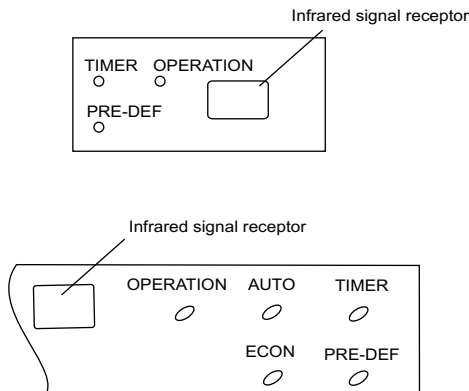 Infrared signal receptor
TIMER OPERATION
PRE-DEF
Infrared signal receptor
OPERATION AUTO TIMER
ECON PRE-DEF